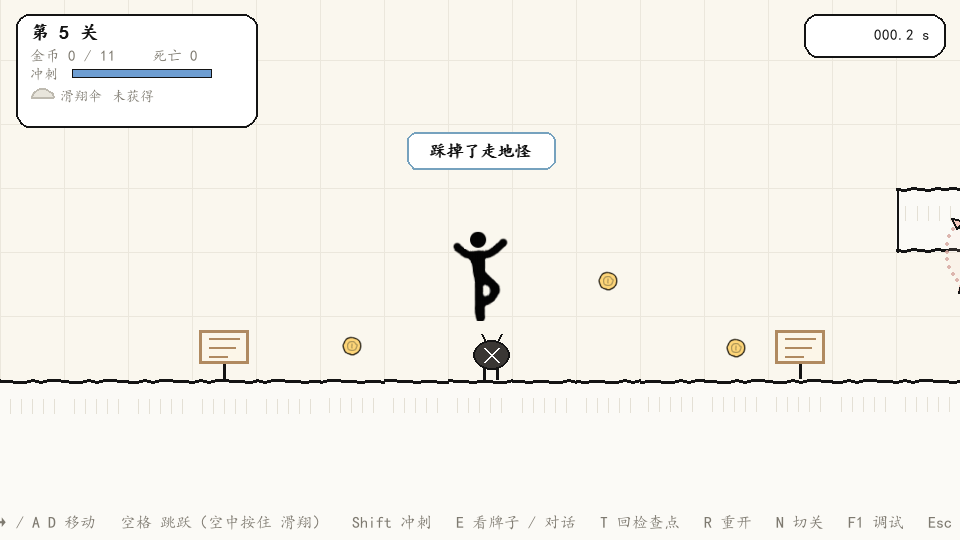 第 5 关
金币 0 / 11 死亡 0
冲刺
滑翔伞 未获得
000.2 s
踩掉了走地怪
/ A D 移动 空格 跳跃 (空中按住 滑翔) Shift 冲刺 E 看牌子 / 对话 T 回检查点 R 重开 N 切关 F1 调试 Esc